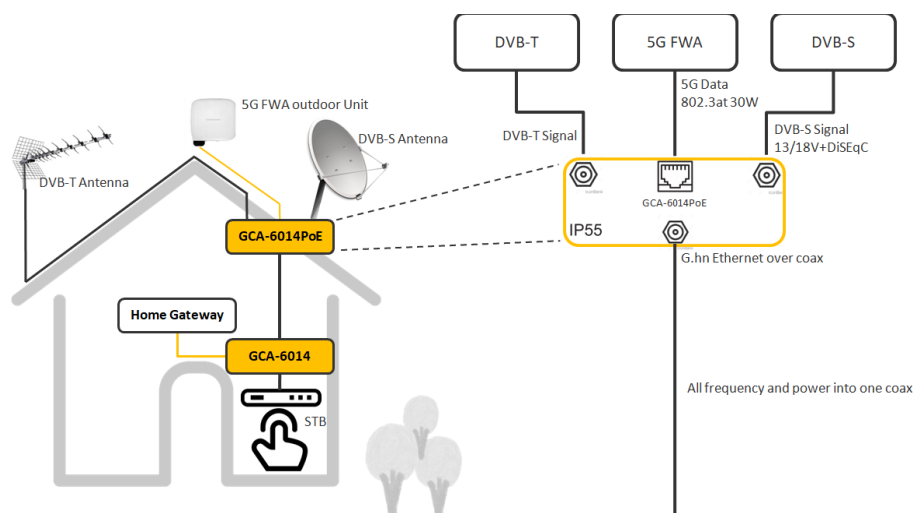 DVB-T
5G FWA
DVB-S
5G Data
802.3at 30W
5G FWA outdoor Unit
DVB-T Signal
DVB-S Signal
13/18V+DiSEqC
DVB-S Antenna
DVB-T Antenna
GCA-6014PoE
GCA-6014PoE
IP55
G.hn Ethernet over coax
Home Gateway
GCA-6014
All frequency and power into one coax
STB